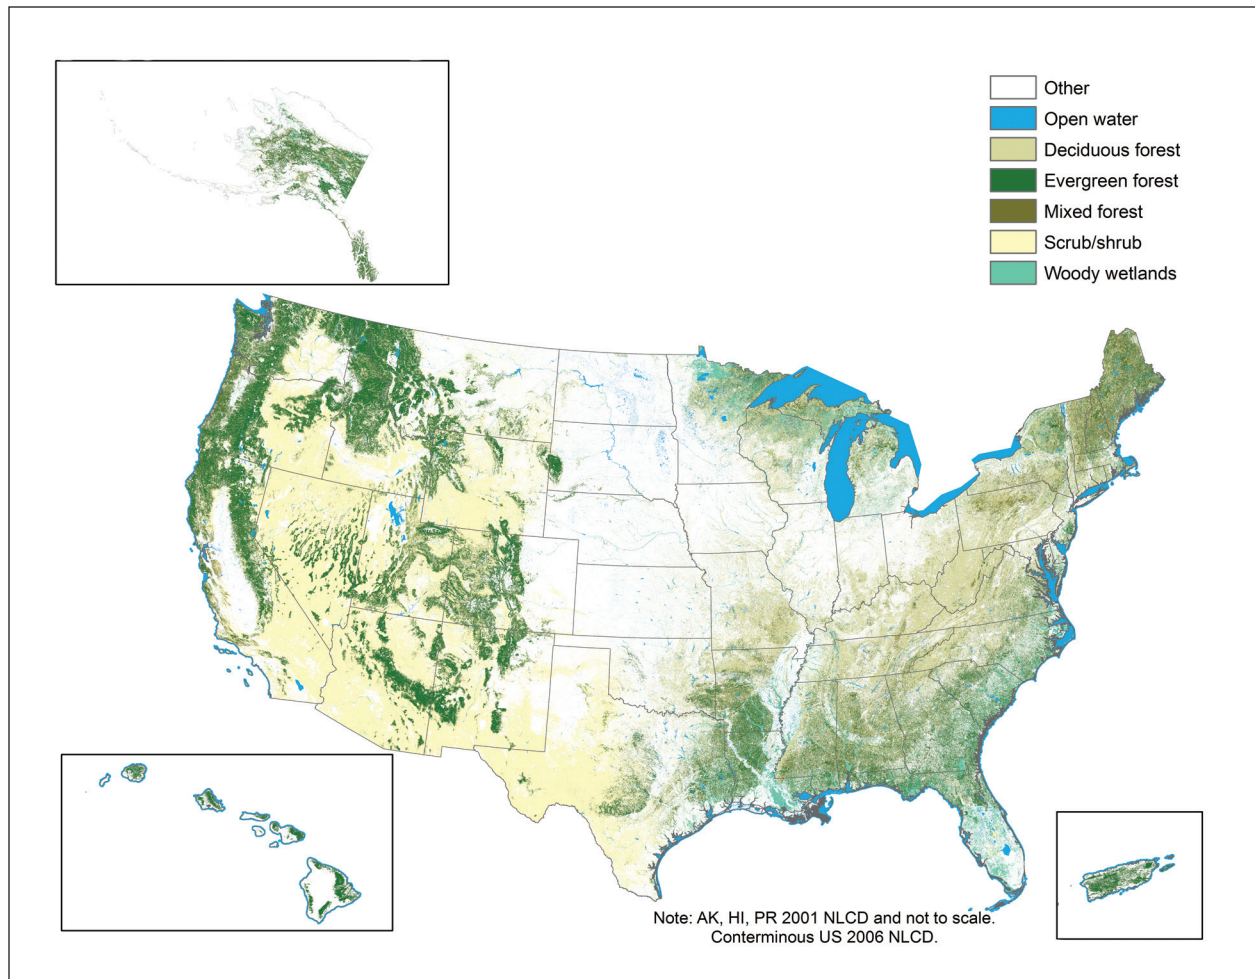 Other
Open water
Deciduous forest
Evergreen forest
Mixed forest
Scrub/shrub
Woody wetlands
Note: AK, HI, PR 2001 NLCD and not to scale.
Conterminous US 2006 NLCD.